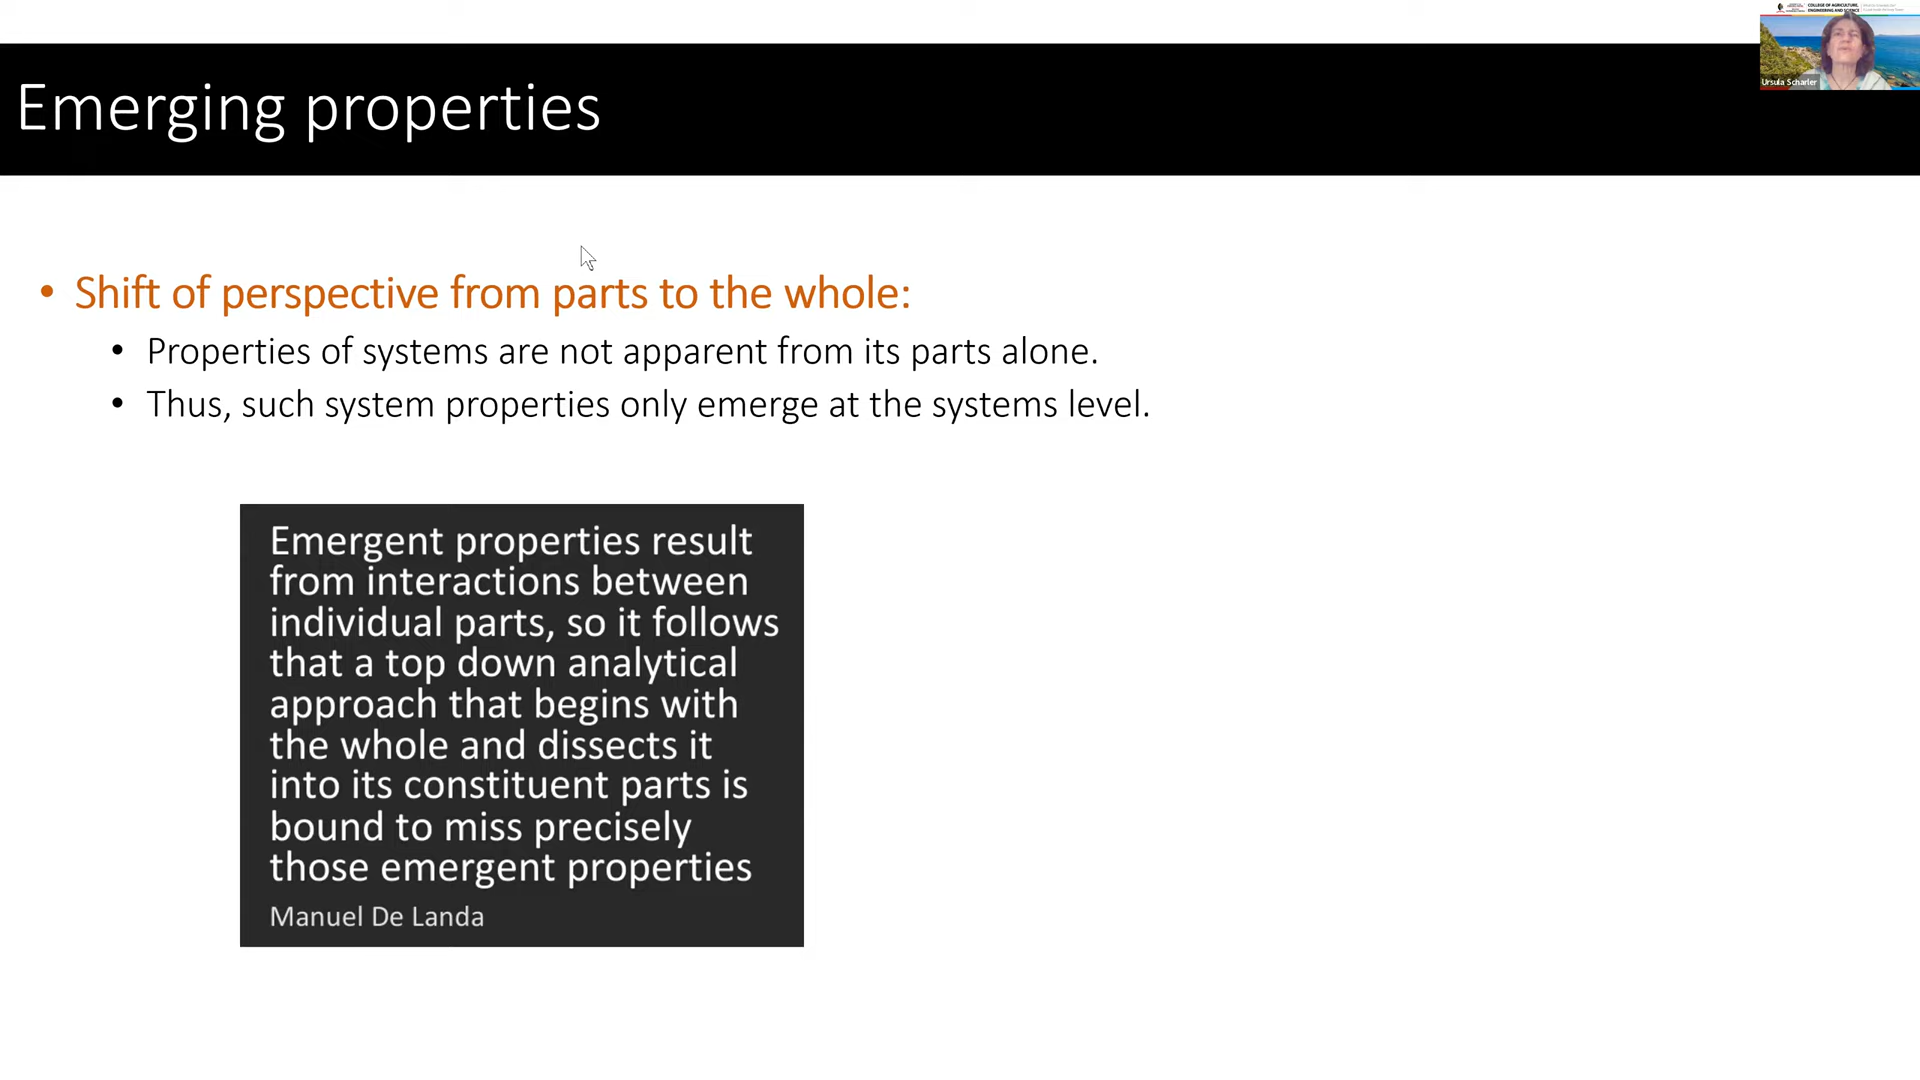 COLLEGE OF AGRICULTURE,
ENGINEERING AND SCIENCE
Ursula Scharler
Emerging properties
• Shift of perspective from parts to the whole:
• Properties of systems are not apparent from its parts alone.
• Thus, such system properties only emerge at the systems level.
Emergent properties result
from interactions between
individual parts, so it follows
that a top down analytical
approach that begins with
the whole and dissects it
into its constituent parts is
bound to miss precisely
those emergent properties
Manuel De Landa